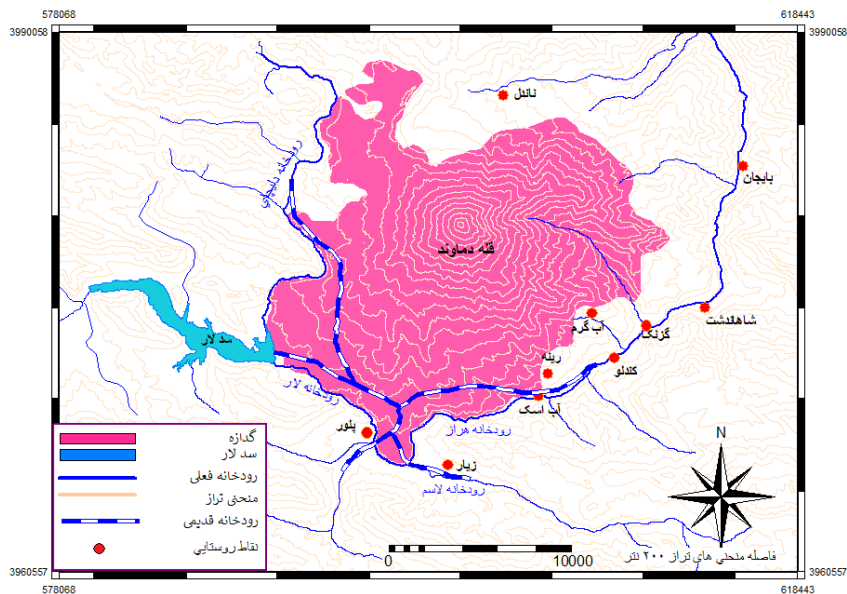 578068
618443
3990058
3990058
ناندل
بایجان
رودخانه دلیچای
قله دماوند
شاهاندشت
آب گرم
گزنک
سد لار
کندلو
رینه
رودخانه لار
آب اسک
پلور
رودخانه هراز
زیار
رودخانه لاسم
گدازه
سد لار
رودخانه فعلی
منحنی تراز
رودخانه قدیمی
نقاط روستایی
N
0
10000
فاصله منحنی های تراز ۲۰۰ نتر
3960557
3960557
578068
618443